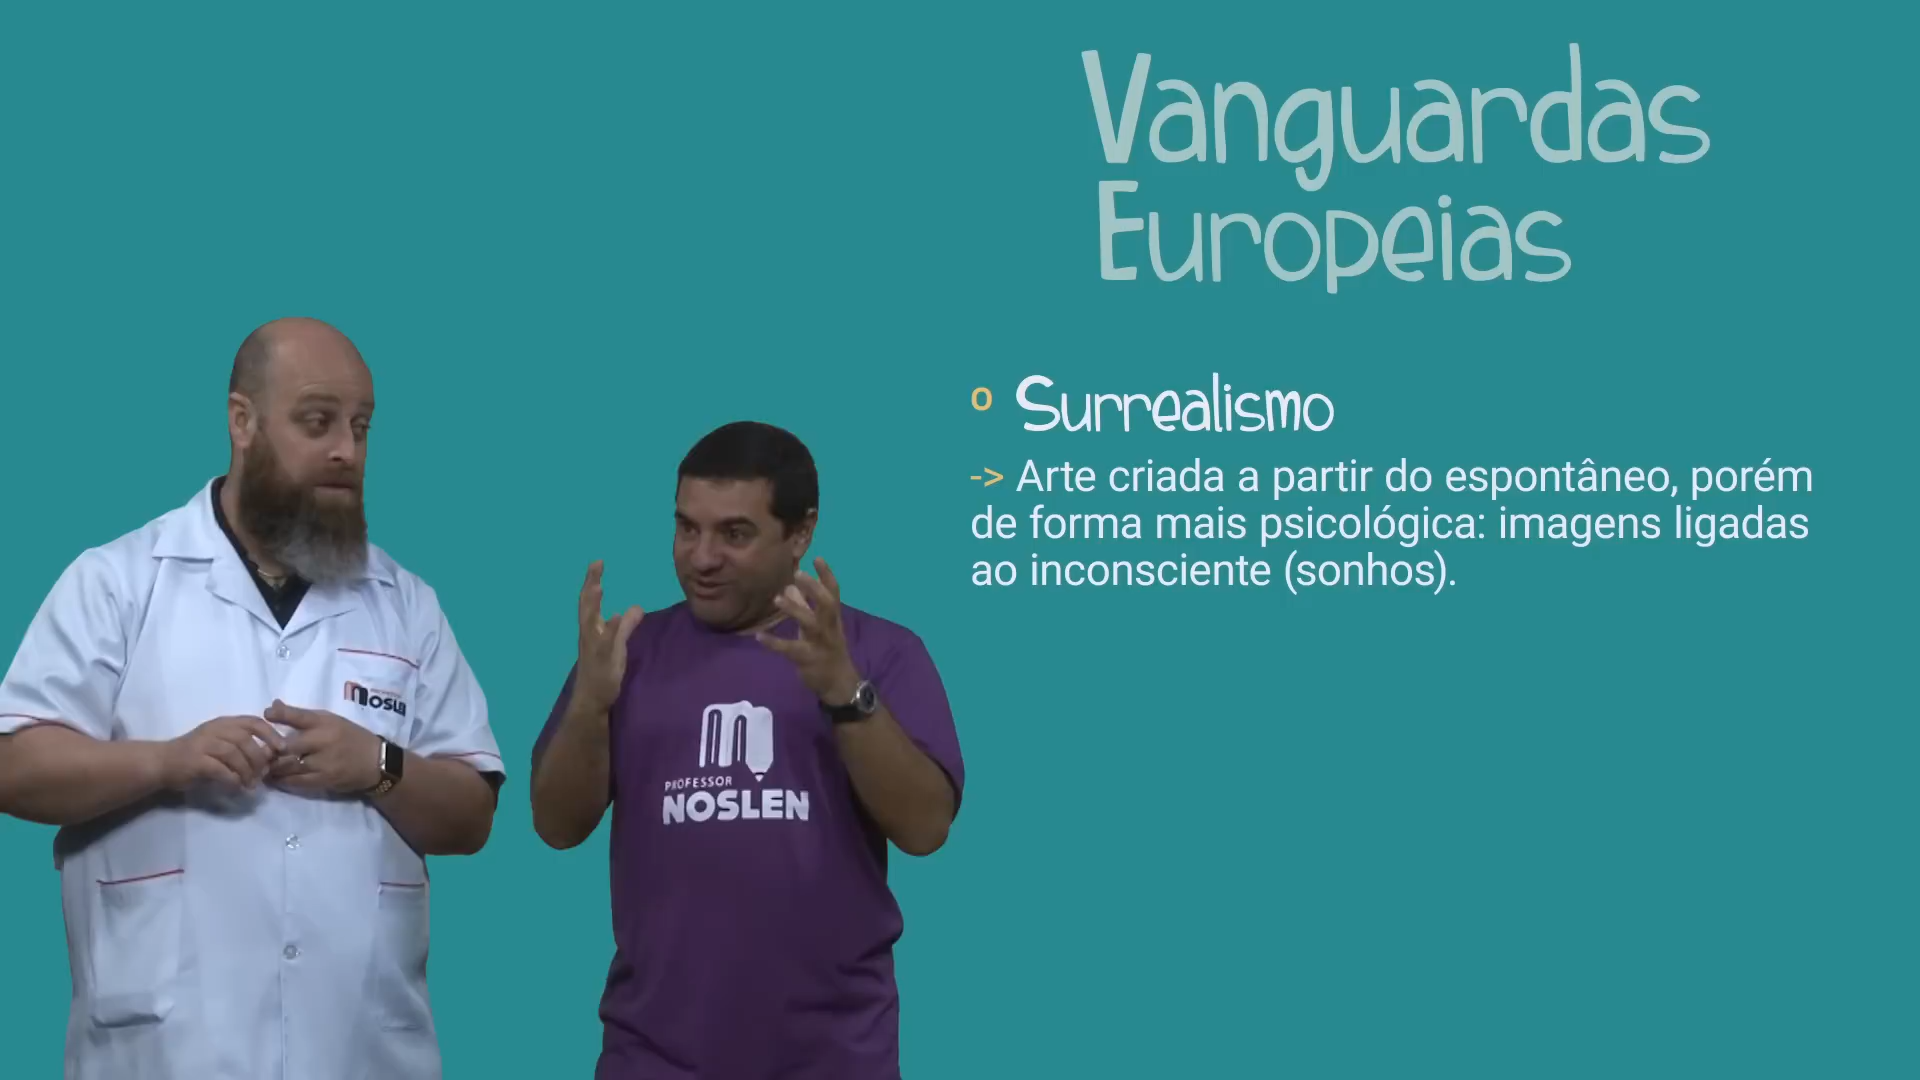 Vanguardas
Europeias
o Surrealismo
-> Arte criada a partir do espontâneo, porém
de forma mais psicológica: imagens ligadas
ao inconsciente (sonhos).
NOSLEN
PROFESSOR
NOSLEN